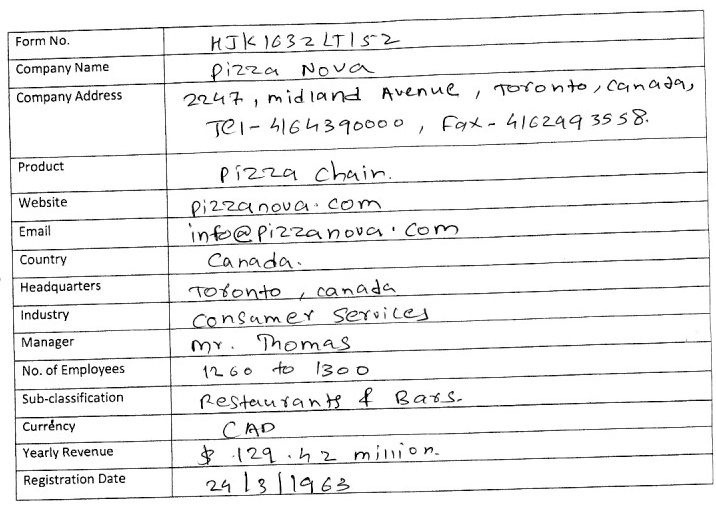 Form No. HJK1632LT152
Company Name Pizza Nova
Company Address 2247, midland Avenue, Toronto, Canada,
Tel- 4164390000, Fax- 4162993558.
Product Pizza Chain.
Website Pizzanova.com
Email info@Pizzanova.com
Country Canada.
Headquarters Toronto, Canada
Industry Consumer Services
Manager Mr. Thomas
No. of Employees 1260 to 1300
Sub-classification Restaurants & Bars.
Currency CAD
Yearly Revenue $ 129.42 million.
Registration Date 24/3/1963